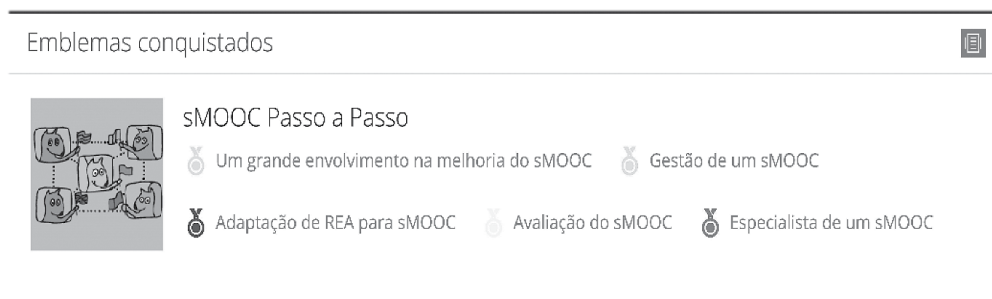 Emblemas conquistados
sMOOC Passo a Passo
Um grande envolvimento na melhoria do sMOOC Gestão de um sMOOC
Adaptação de REA para sMOOC Avaliação do sMOOC Especialista de um sMOOC